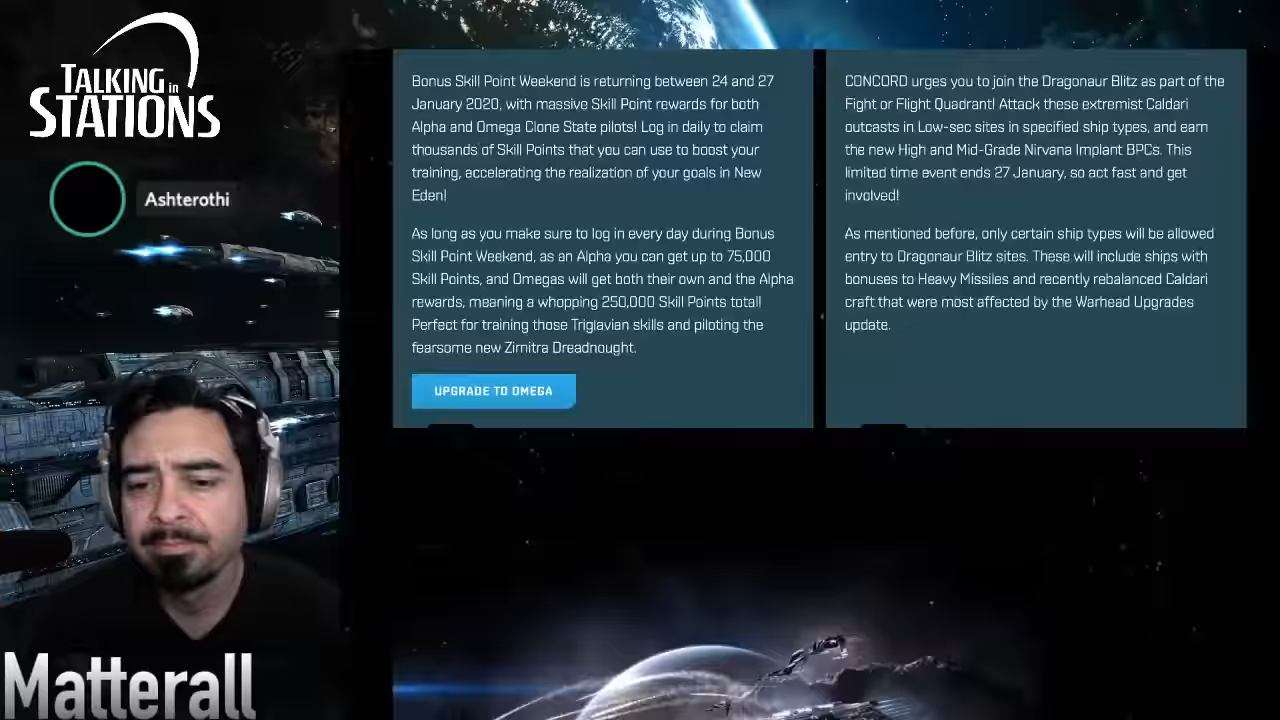 TALKING in
STATIONS
Ashterothi
Bonus Skill Point Weekend is returning between 24 and 27
January 2020, with massive Skill Point rewards for both
Alpha and Omega Clone State pilots! Log in daily to claim
thousands of Skill Points that you can use to boost your
training, accelerating the realization of your goals in New
Eden!
As long as you make sure to log in every day during Bonus
Skill Point Weekend, as an Alpha you can get up to 75,000
Skill Points, and Omegas will get both their own and the Alpha
rewards, meaning a whopping 250,000 Skill Points total!
Perfect for training those Triglavian skills and piloting the
fearsome new Zirnitra Dreadnought.
UPGRADE TO OMEGA
CONCORD urges you to join the Dragonaur Blitz as part of the
Fight or Flight Quadrant! Attack these extremist Caldari
outcasts in Low-sec sites in specified ship types, and earn
the new High and Mid-Grade Nirvana Implant BPCs. This
limited time event ends 27 January, so act fast and get
involved!
As mentioned before, only certain ship types will be allowed
entry to Dragonaur Blitz sites. These will include ships with
bonuses to Heavy Missiles and recently rebalanced Caldari
craft that were most affected by the Warhead Upgrades
update.
Matterall